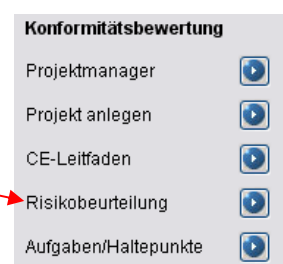 Konformitätsbewertung
Projektmanager
Projekt anlegen
CE-Leitfaden
Risikobeurteilung
Aufgaben/Haltepunkte